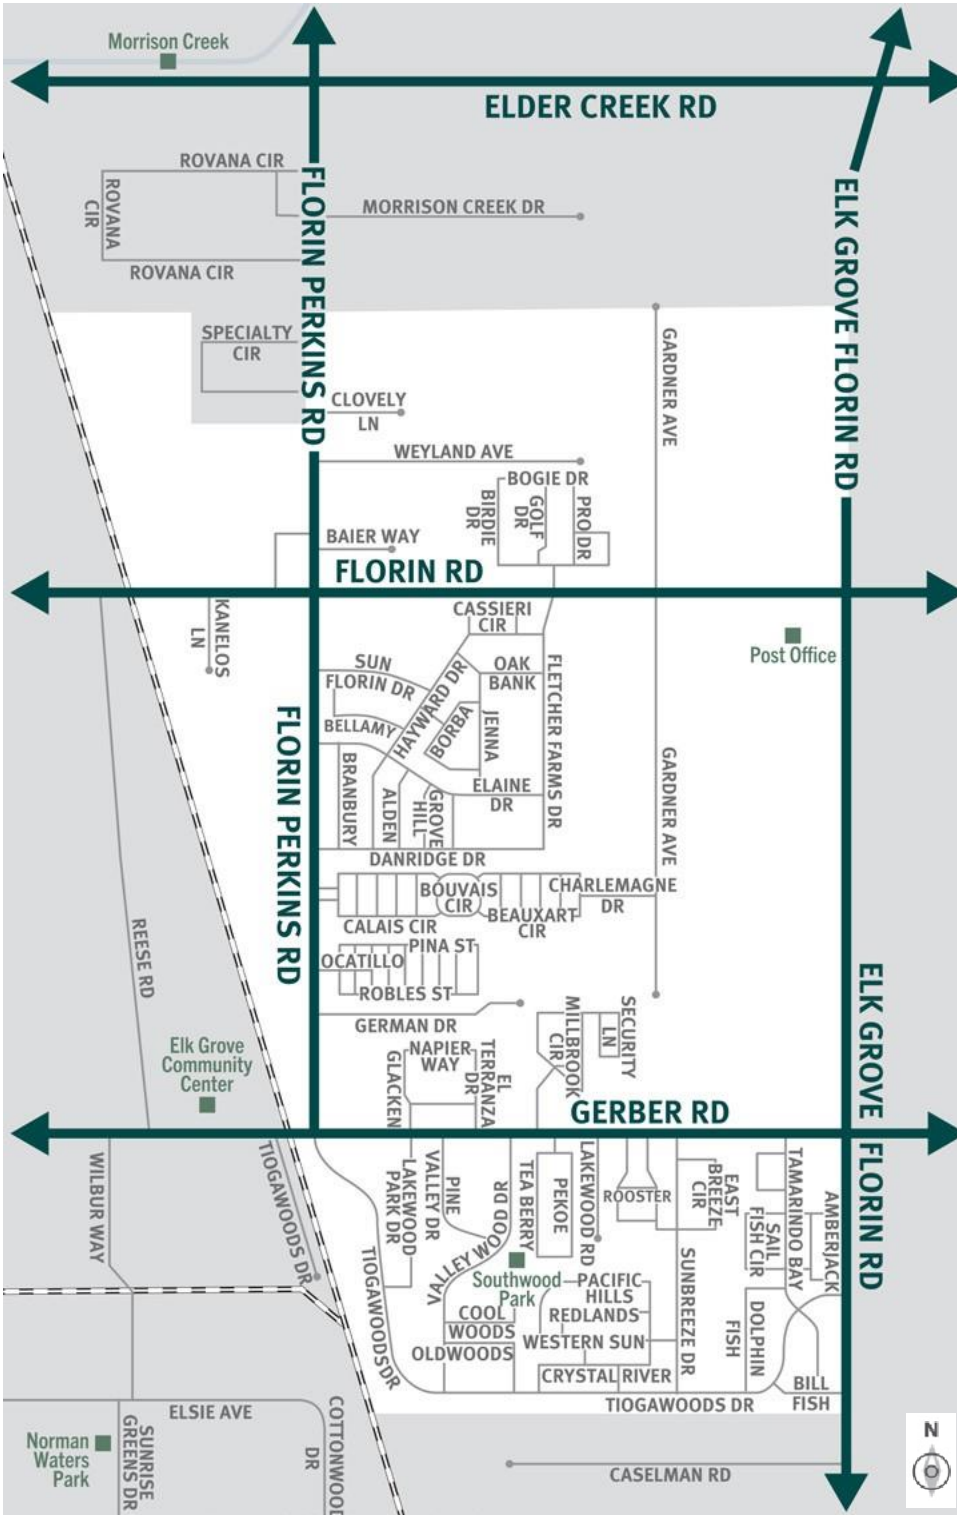 Morrison Creek
ELDER CREEK RD
ROVANA CIR
ROVANA
CIR
FLORIN PERKINS RD
MORRISON CREEK DR
ELK GROVE FLORIN RD
ROVANA CIR
SPECIALTY
CIR
GARDNER AVE
CLOVELY
LN
WEYLAND AVE
BOGIE DR
BIRDIE
DR
GOLF
DR
PRO DR
BAIER WAY
FLORIN RD
KANELOS
LN
CASSIERI
CIR
Post Office
SUN
FLORIN DR
HAYWARD DR
OAK
BANK
FLETCHER FARMS DR
BELLAMY
BORBA
JENNA
FLORIN PERKINS RD
BRANBURY
ALDEN
GROVE
HILL
ELAINE
DR
GARDNER AVE
DANRIDGE DR
BOUVAIS
CIR
CHARLEMAGNE
DR
BEAUXART
CIR
CALAIS CIR
REESE RD
PINA ST
OCATILLO
ROBLES ST
GERMAN DR
MILLBROOK
CIR
SECURITY
LN
ELK GROVE FLORIN RD
Elk Grove
Community
Center
GLACKEN
NAPIER
WAY
EL
TERRANZA
DR
GERBER RD
WILBUR WAY
TIOGAWOODS DR
LAKEWOOD
PARK DR
PINE
VALLEY DR
VALLEY WOOD DR
TEA BERRY
PEKOE
LAKEWOOD RD
ROOSTER
EAST
BREEZE
CIR
TAMARINDO BAY
SAIL
FISH CIR
AMBERJACK
TIOGAWOODS DR
Southwood
Park
PACIFIC
HILLS
REDLANDS
SUNBREEZE DR
COOL
WOODS
WESTERN SUN
OLDWOODS
DOLPHIN
FISH
CRYSTAL RIVER
BILL
FISH
TIOGAWOODS DR
ELSIE AVE
COTTONWOOD
DR
Norman
Waters
Park
SUNRISE
GREENS DR
CASELMAN RD
N